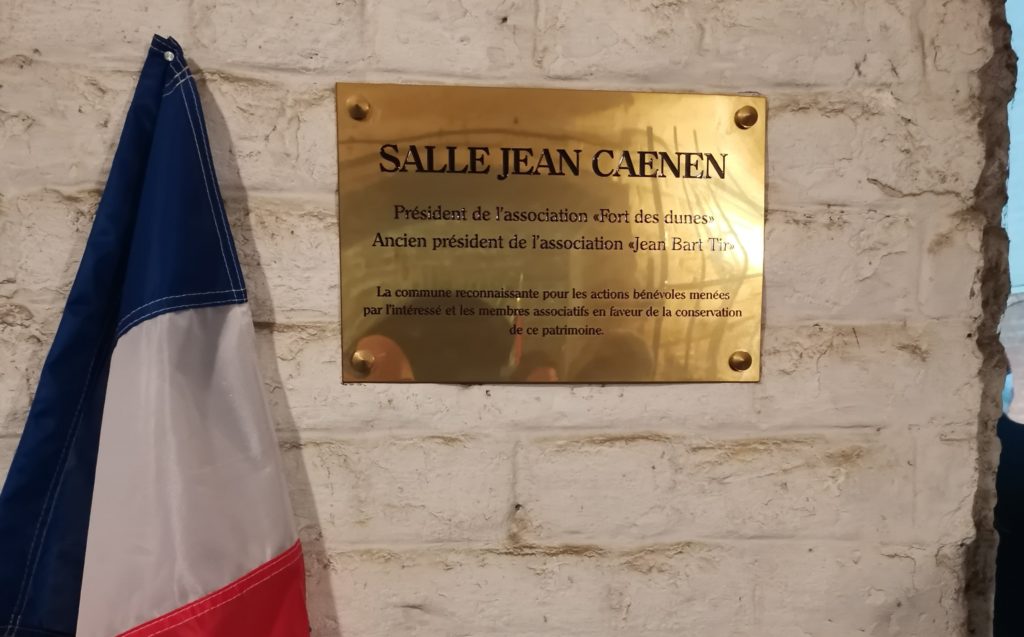 SALLE JEAN CAENEN
Président de l'association «Fort des dunes»
Ancien président de l'association «Jean Bart Tir»
La commune reconnaissante pour les actions bénévoles menées
par l'intéressé et les membres associatifs en faveur de la conservation
de ce patrimoine.